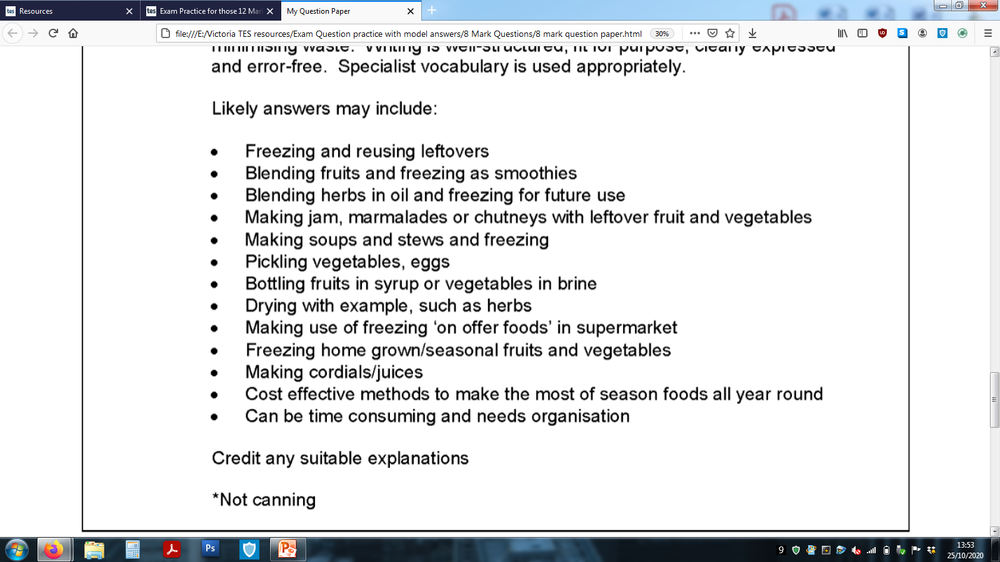 tes Resources
tes Exam Practice for those 12 Mar
My Question Paper
file:///E:/Victoria TES resources/Exam Question practice with model answers/8 Mark Questions/8 mark question paper.html 30%
minimising waste. Writing is well-structured, fit for purpose, clearly expressed
and error-free. Specialist vocabulary is used appropriately.
Likely answers may include:
• Freezing and reusing leftovers
• Blending fruits and freezing as smoothies
• Blending herbs in oil and freezing for future use
• Making jam, marmalades or chutneys with leftover fruit and vegetables
• Making soups and stews and freezing
• Pickling vegetables, eggs
• Bottling fruits in syrup or vegetables in brine
• Drying with example, such as herbs
• Making use of freezing ‘on offer foods’ in supermarket
• Freezing home grown/seasonal fruits and vegetables
• Making cordials/juices
• Cost effective methods to make the most of season foods all year round
• Can be time consuming and needs organisation
Credit any suitable explanations
*Not canning
Ps
9
13:53
25/10/2020